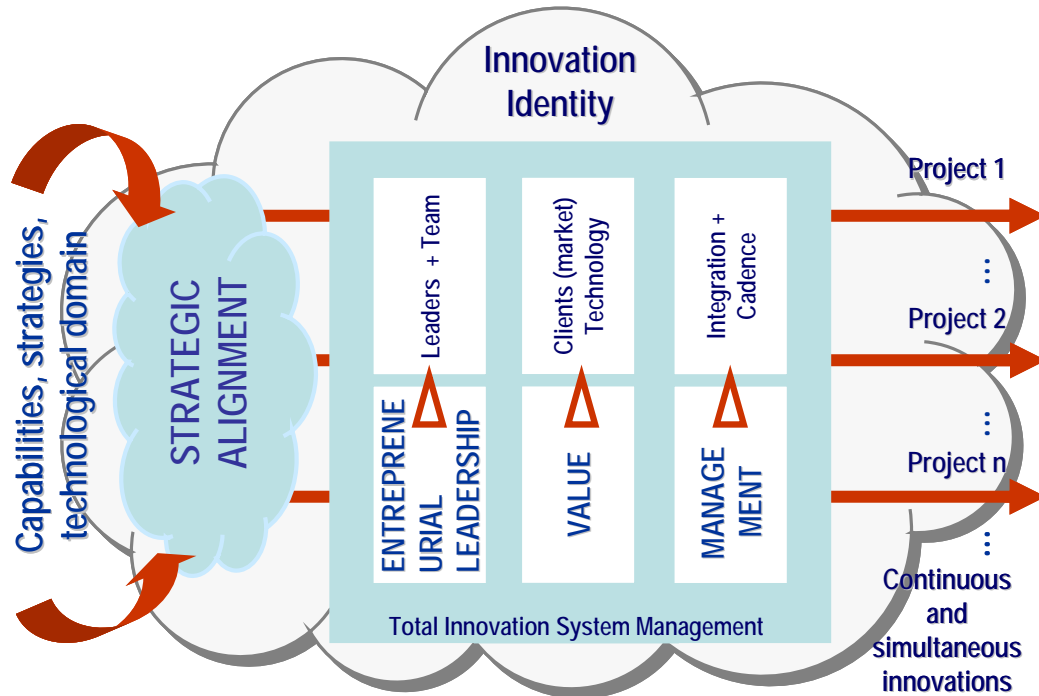 Innovation
Identity
Capabilities, strategies,
technological domain
STRATEGIC
ALIGNMENT
Leaders + Team
Clients (market)
Technology
Integration +
Cadence
ENTREPRENE
URIAL
LEADERSHIP
VALUE
MANAGE
MENT
Total Innovation System Management
Project 1
...
Project 2
...
Project n
...
Continuous
and
simultaneous
innovations